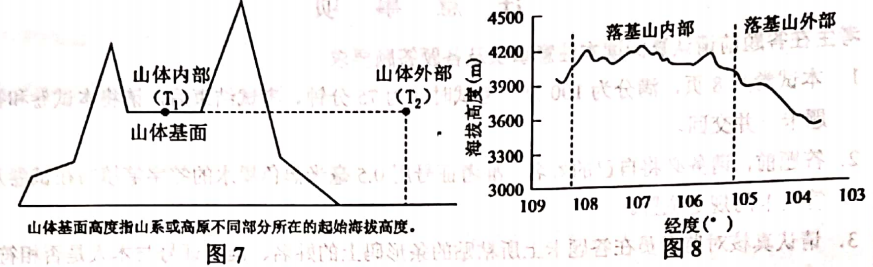 山体内部
(T₁)
山体基面
山体外部
(T₂)
山体基面高度指山系或高原不同部分所在的起始海拔高度。
图7
海拔高度(m)
4500
4200
3900
3600
3300
3000
落基山内部
落基山外部
109
108
107
106
105
104
103
经度(°)
图8